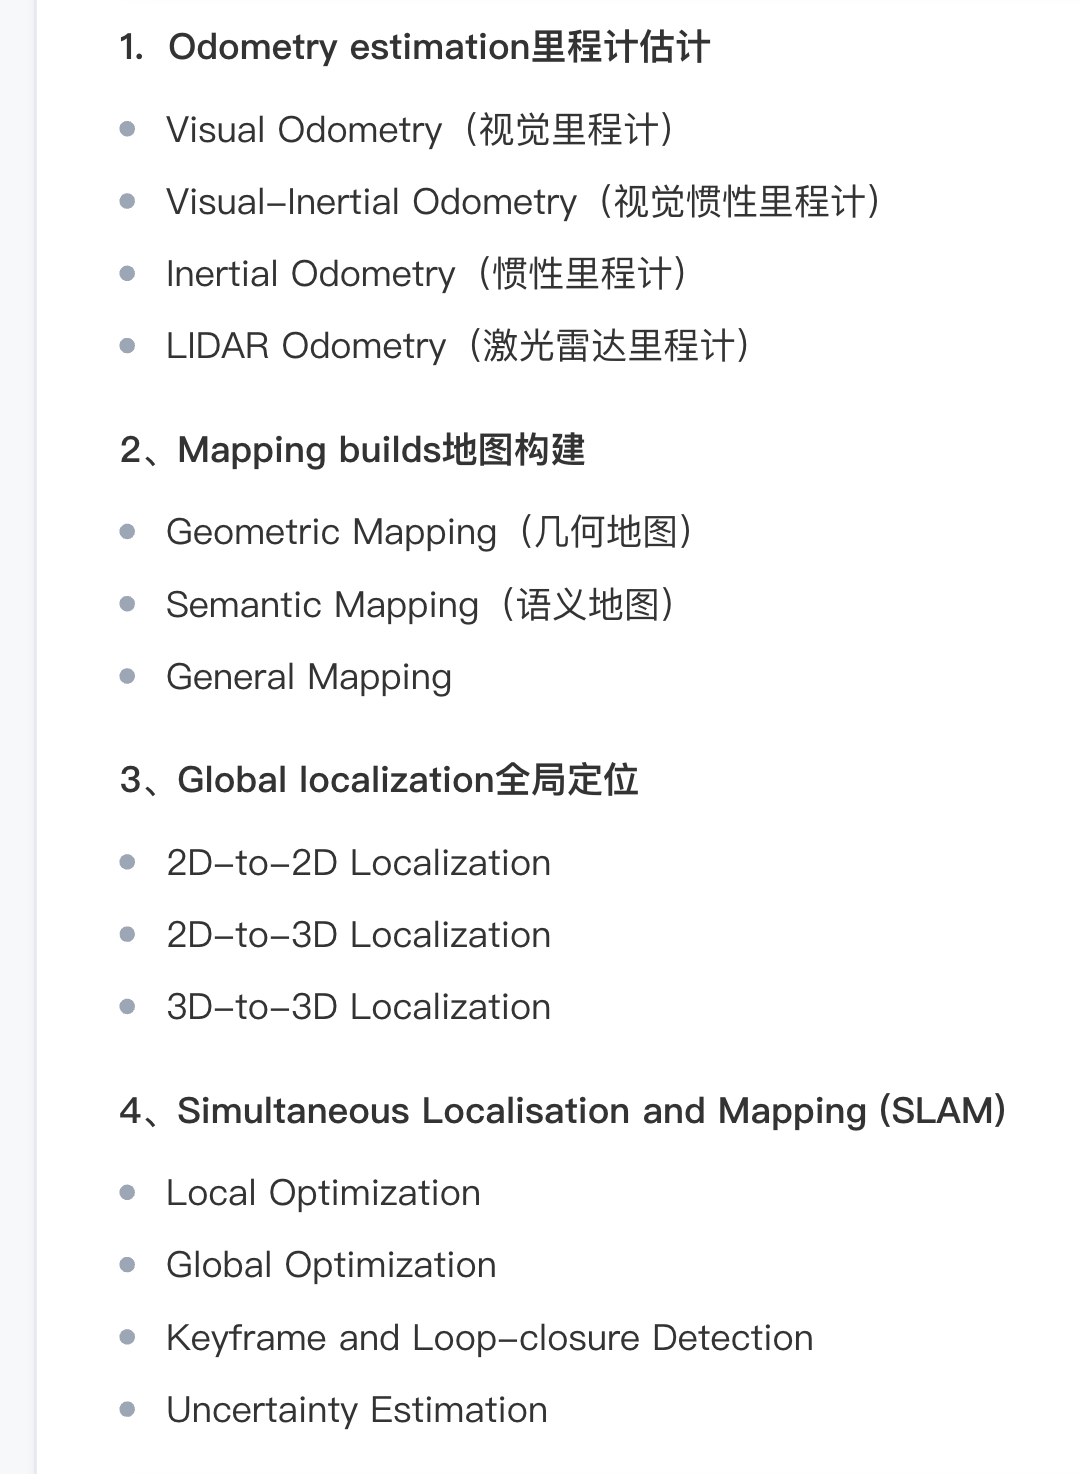 1. Odometry estimation里程计估计
Visual Odometry（视觉里程计）
Visual-Inertial Odometry（视觉惯性里程计）
Inertial Odometry（惯性里程计）
LIDAR Odometry（激光雷达里程计）
2、Mapping builds地图构建
Geometric Mapping（几何地图）
Semantic Mapping（语义地图）
General Mapping
3、Global localization全局定位
2D-to-2D Localization
2D-to-3D Localization
3D-to-3D Localization
4、Simultaneous Localisation and Mapping (SLAM)
Local Optimization
Global Optimization
Keyframe and Loop-closure Detection
Uncertainty Estimation